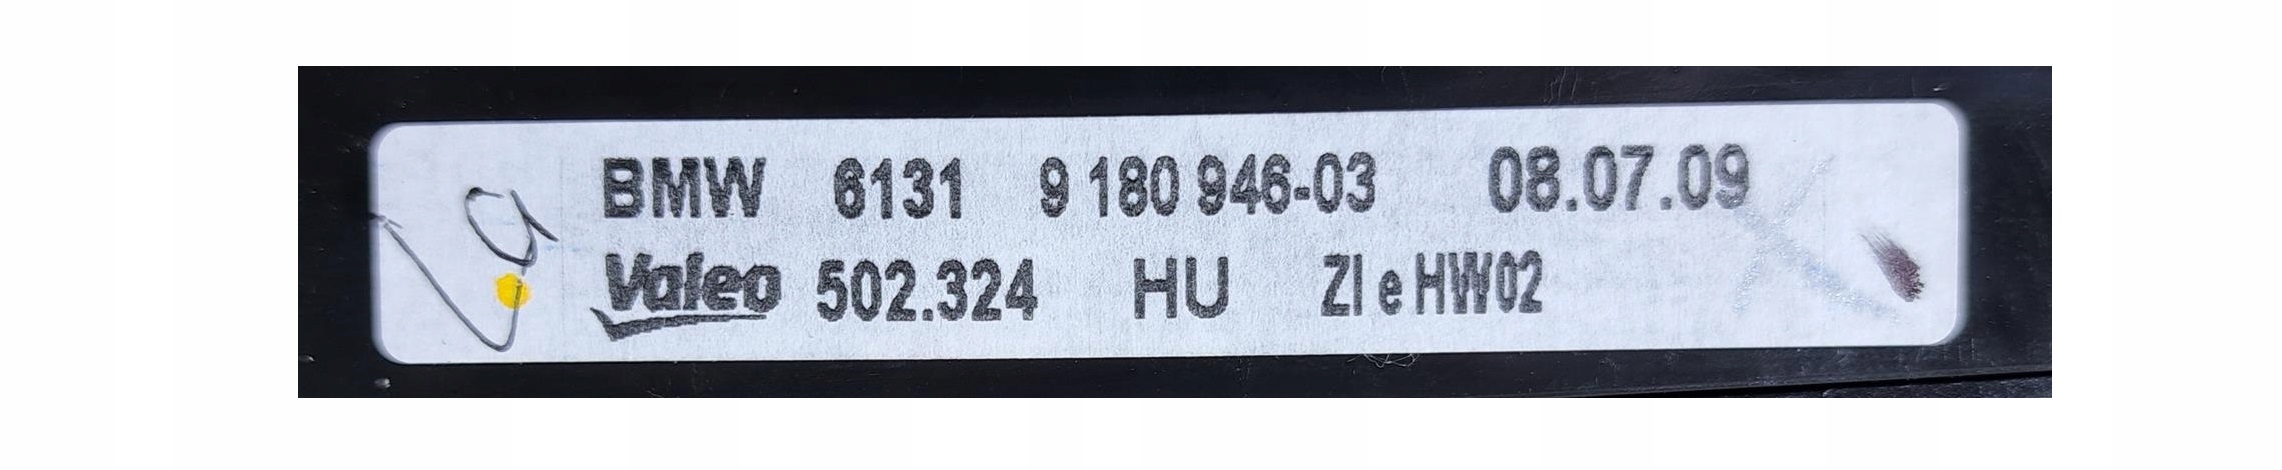 BMW 6131 9 180 946-03 08.07.09
Valeo 502.324 HU ZI e HW02